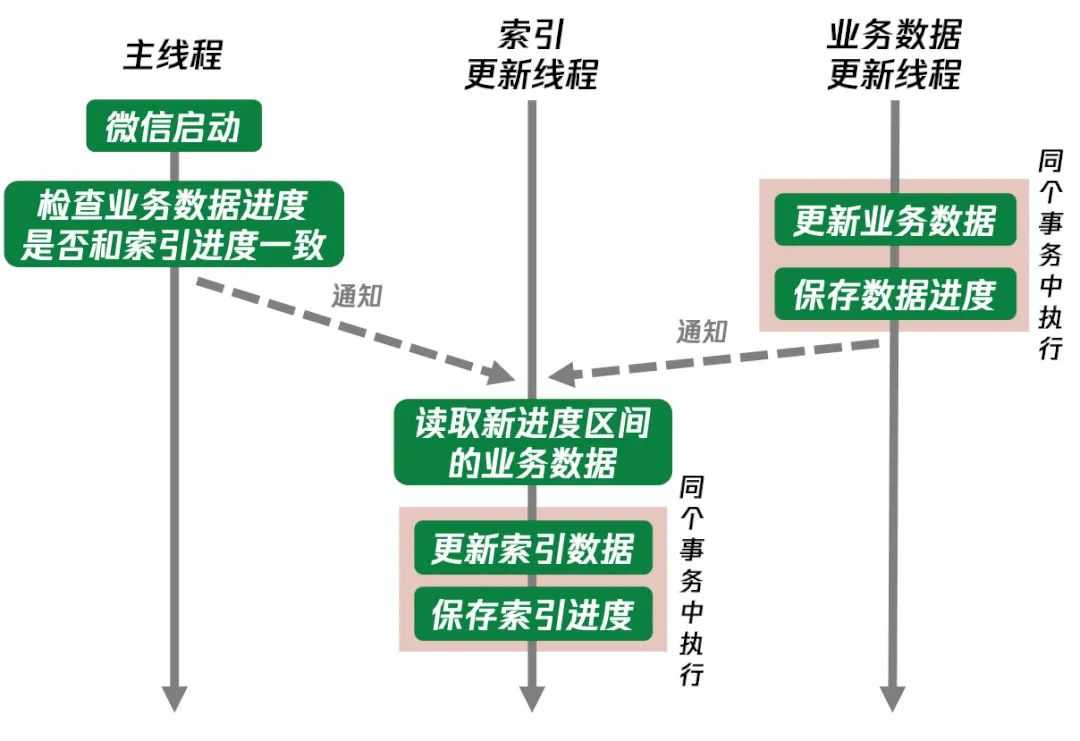 主线程
索引
更新线程
业务数据
更新线程
微信启动
检查业务数据进度
是否和索引进度一致
通知
更新业务数据
保存数据进度
同个事务中执行
通知
读取新进度区间
的业务数据
更新索引数据
保存索引进度
同个事务中执行